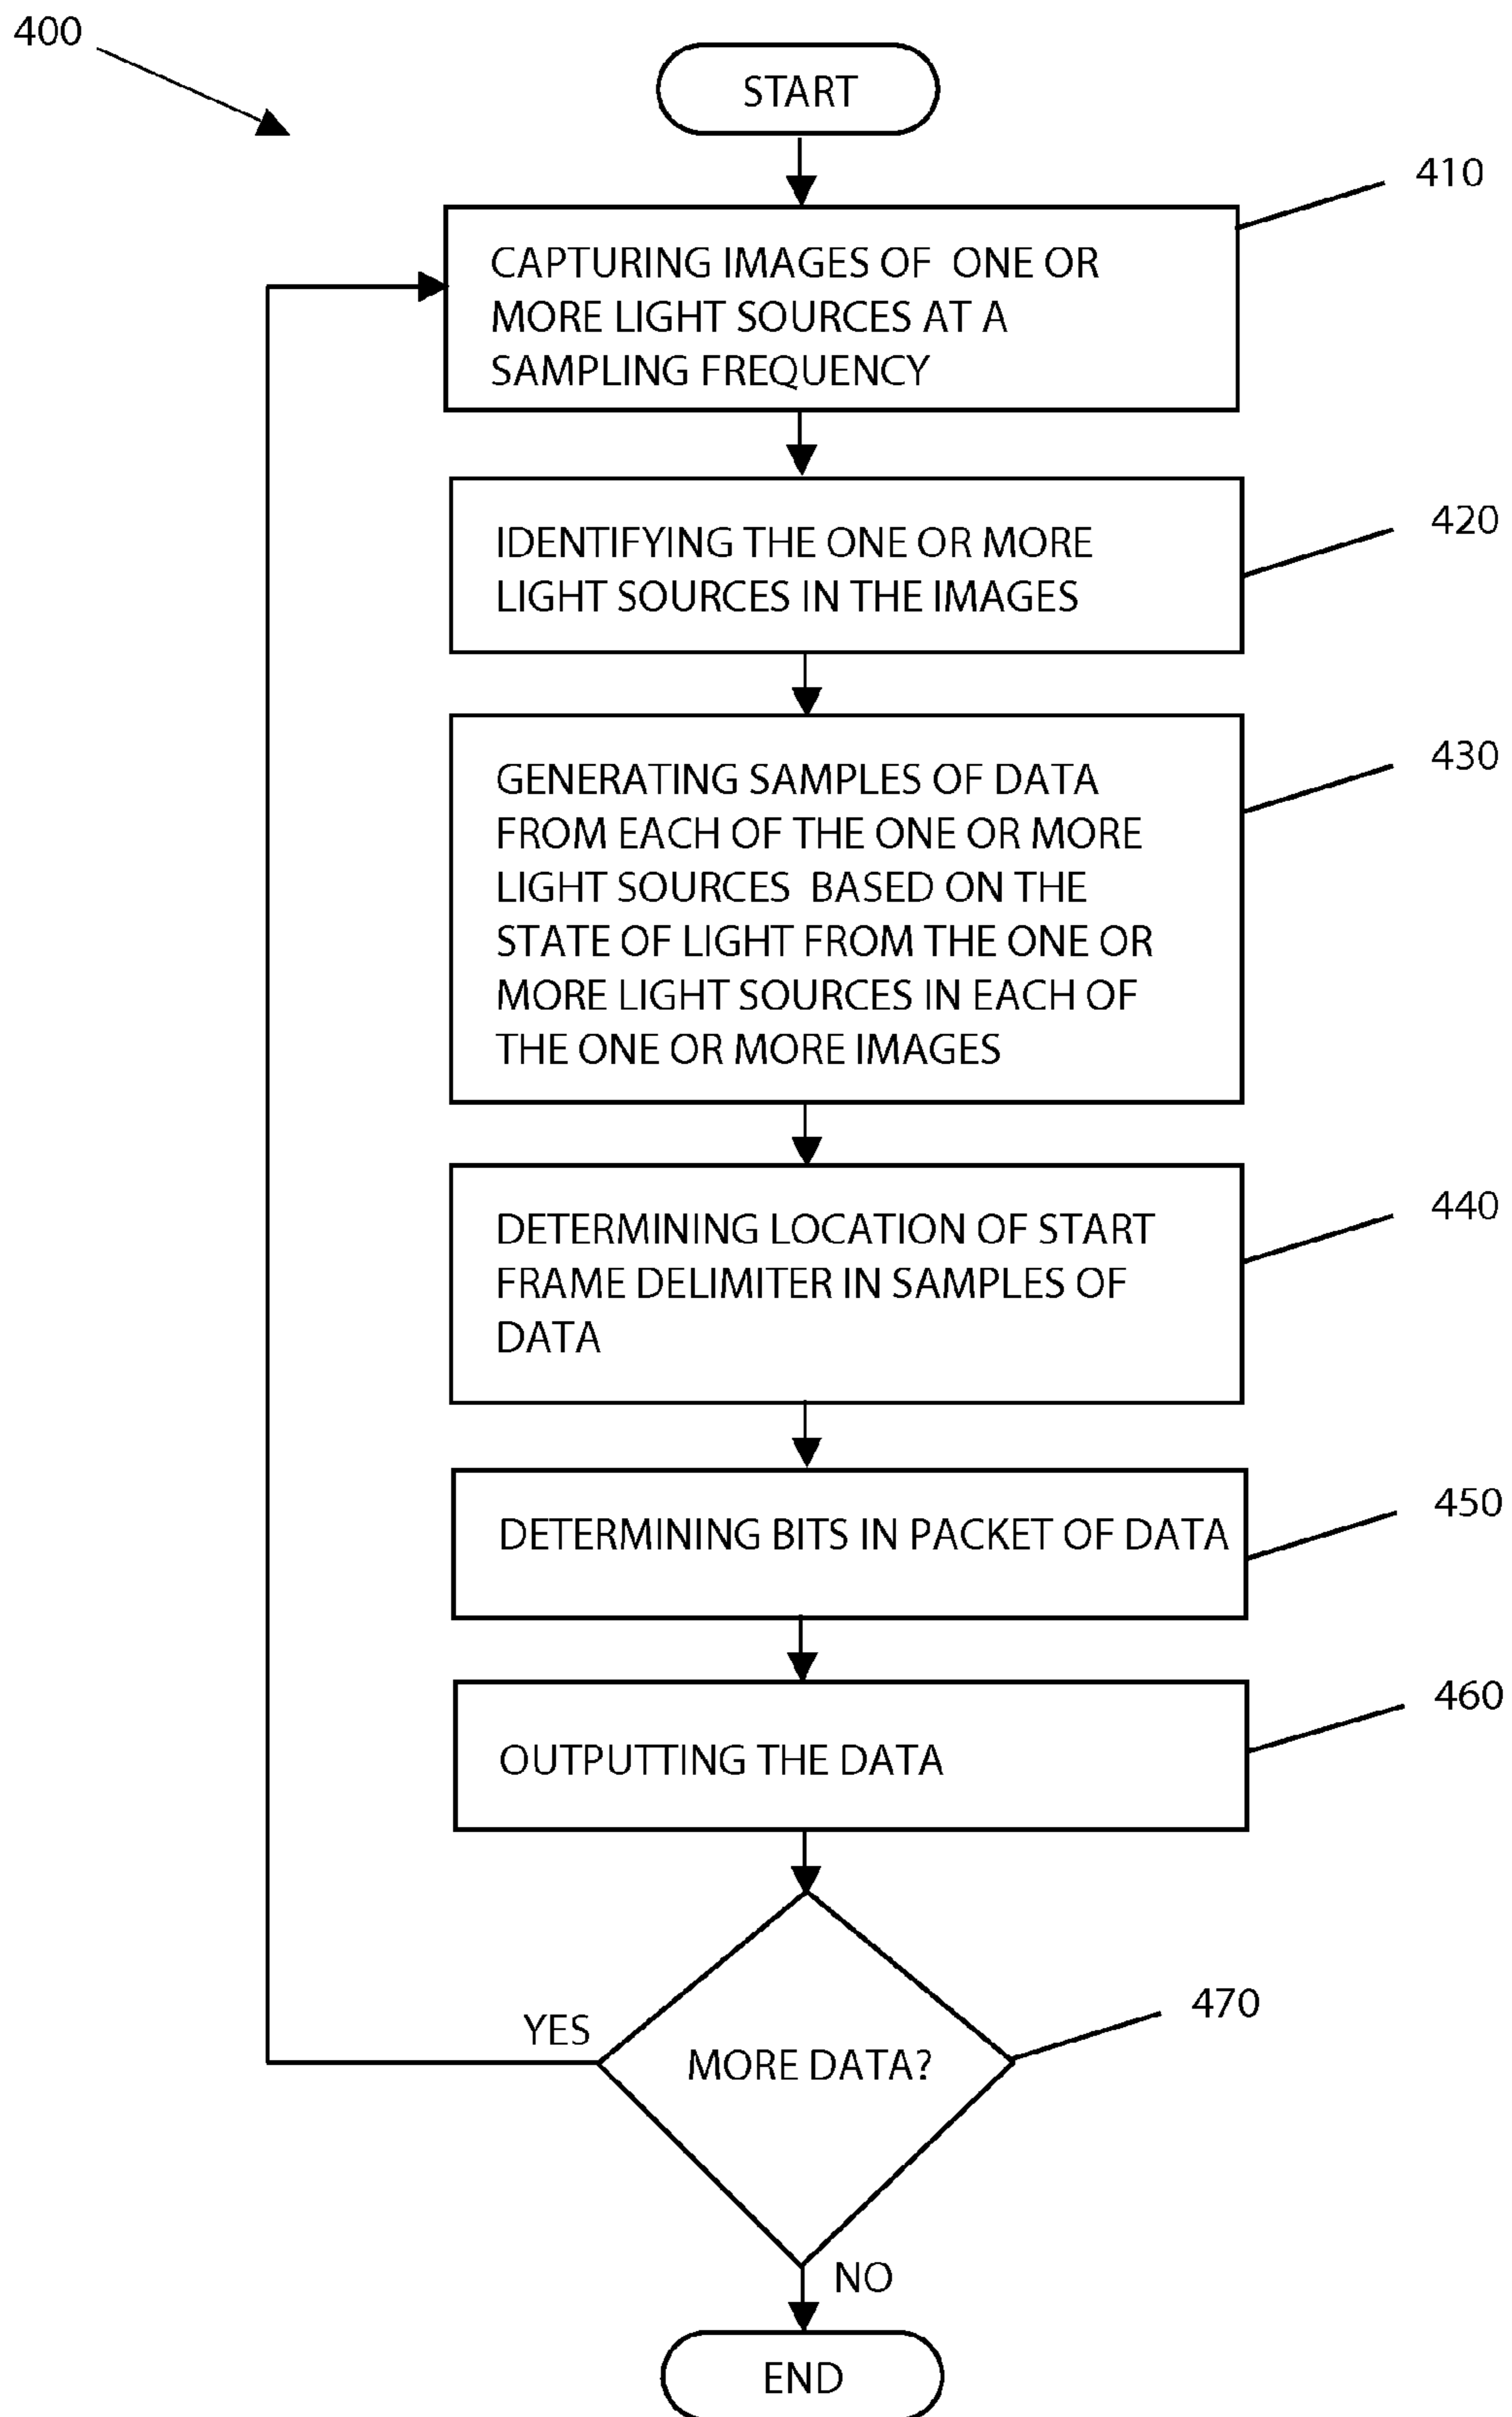 400
START
410
CAPTURING IMAGES OF ONE OR
MORE LIGHT SOURCES AT A
SAMPLING FREQUENCY
420
IDENTIFYING THE ONE OR MORE
LIGHT SOURCES IN THE IMAGES
430
GENERATING SAMPLES OF DATA
FROM EACH OF THE ONE OR MORE
LIGHT SOURCES BASED ON THE
STATE OF LIGHT FROM THE ONE OR
MORE LIGHT SOURCES IN EACH OF
THE ONE OR MORE IMAGES
440
DETERMINING LOCATION OF START
FRAME DELIMITER IN SAMPLES OF
DATA
450
DETERMINING BITS IN PACKET OF DATA
460
OUTPUTTING THE DATA
470
YES
MORE DATA?
NO
END